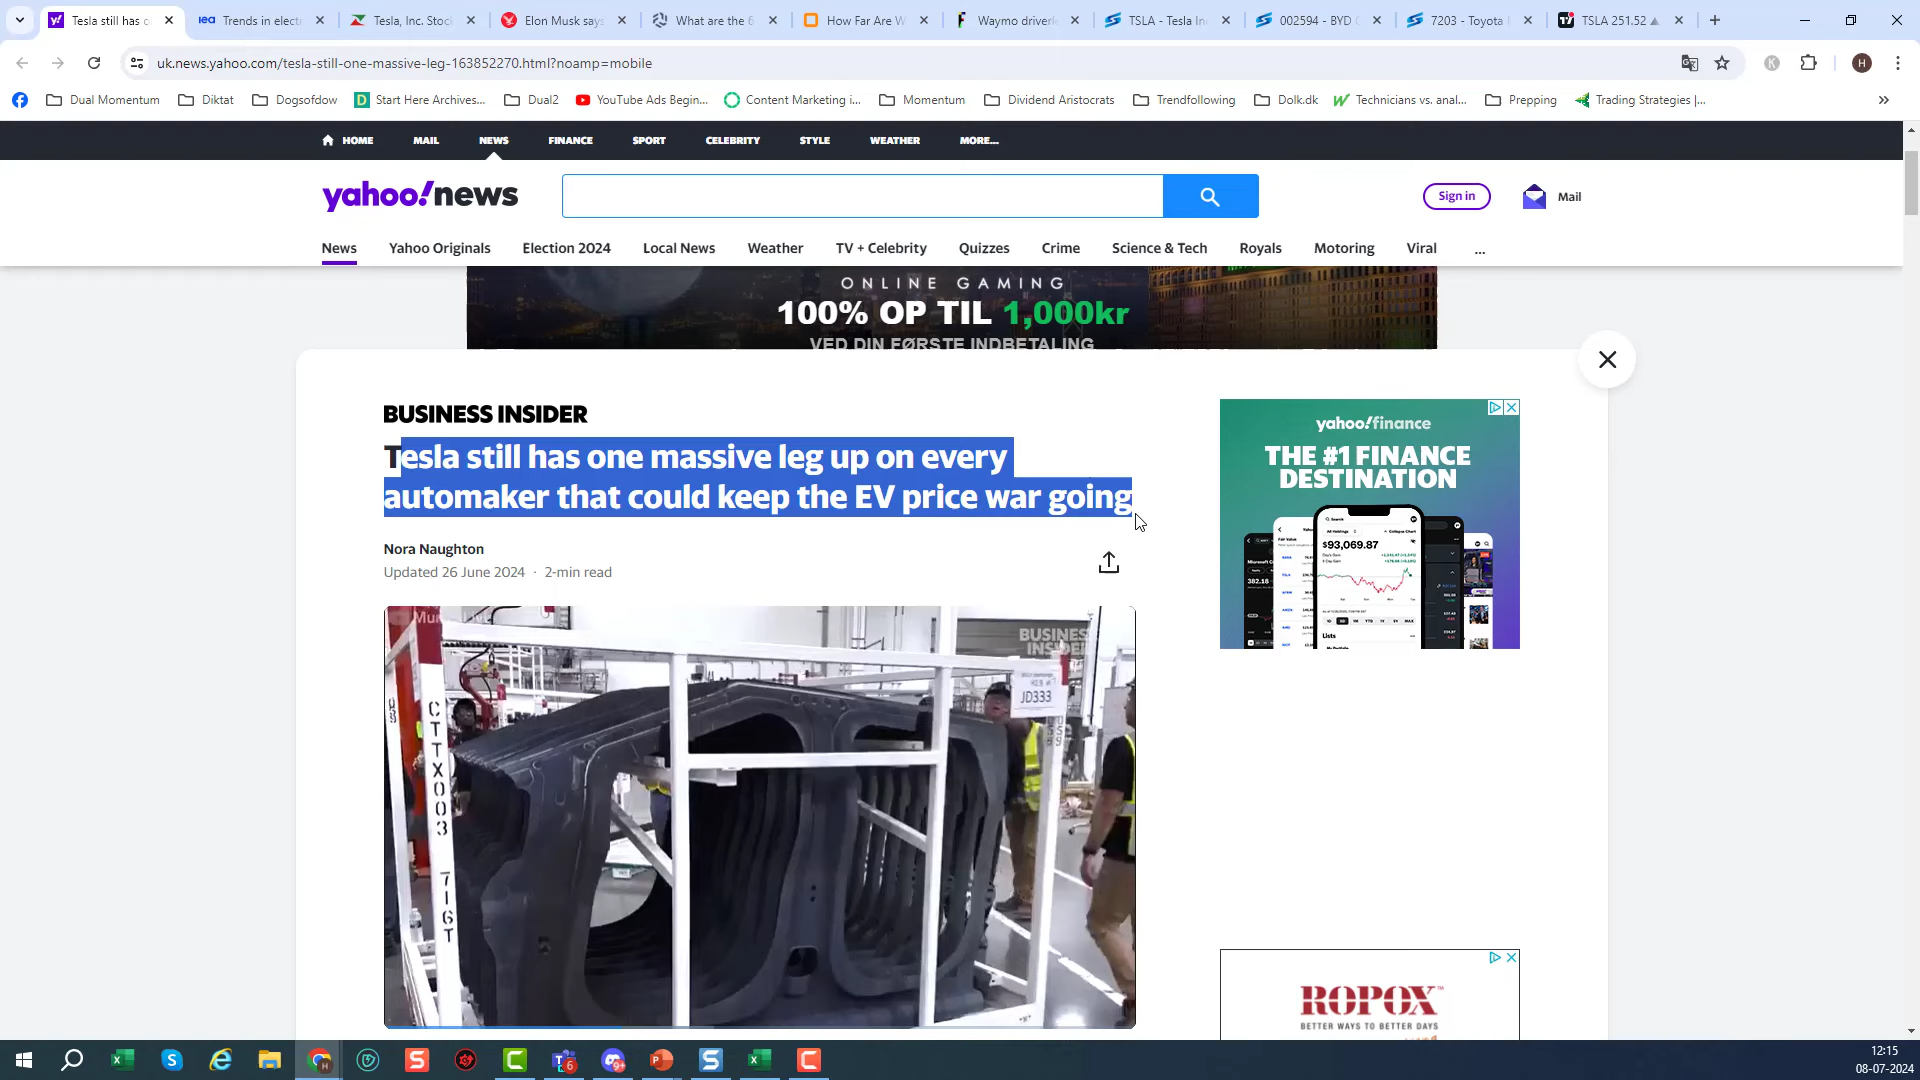 Tesla still has o
Trends in elect
Tesla, Inc. Stock
Elon Musk says
What are the 6
How Far Are W
Waymo driverl
TSLA - Tesla In
002594 - BYD
7203 - Toyota
TSLA 251.52
uk.news.yahoo.com/tesla-still-one-massive-leg-163852270.html?noamp=mobile
K
H
Dual Momentum
Diktat
Dogsofdow
Start Here Archives...
Dual2
YouTube Ads Begin...
Content Marketing i...
Momentum
Dividend Aristocrats
Trendfollowing
Dolk.dk
Technicians vs. anal...
Prepping
Trading Strategies |...
HOME MAIL NEWS FINANCE SPORT CELEBRITY STYLE WEATHER MORE...
yahoo!news
Sign in
Mail
News Yahoo Originals Election 2024 Local News Weather TV + Celebrity Quizzes Crime Science & Tech Royals Motoring Viral ...
ONLINE GAMING
100% OP TIL 1,000kr
VED DIN FØRSTE INDBETALING
BUSINESS INSIDER
Tesla still has one massive leg up on every
automaker that could keep the EV price war going
Nora Naughton
Updated 26 June 2024 · 2-min read
BUSINESS
INSIDER
JD333
CTTX003
716T
yahoo!finance
THE #1 FINANCE
DESTINATION
$93,069.87
Lists
ROPOX
BETTER WAYS TO BETTER DAYS
12:15
08-07-2024